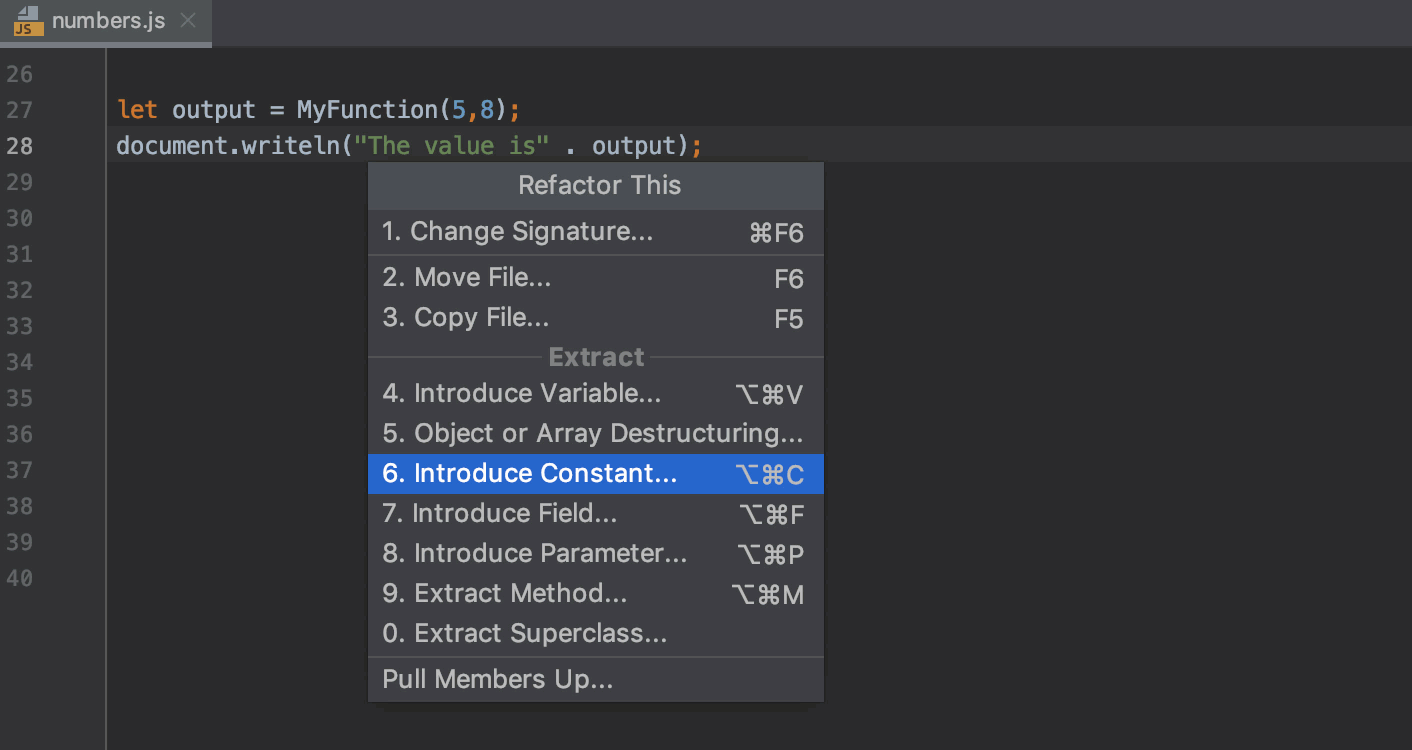 JS numbers.js
26
27 let output = MyFunction(5,8);
28 document.writeln("The value is" . output);
29
30
31
32
33
34
35
36
37
38
39
40
Refactor This
1. Change Signature... ⌘F6
2. Move File... F6
3. Copy File... F5
Extract
4. Introduce Variable... ⌥⌘V
5. Object or Array Destructuring...
6. Introduce Constant... ⌥⌘C
7. Introduce Field... ⌥⌘F
8. Introduce Parameter... ⌥⌘P
9. Extract Method... ⌥⌘M
0. Extract Superclass...
Pull Members Up...